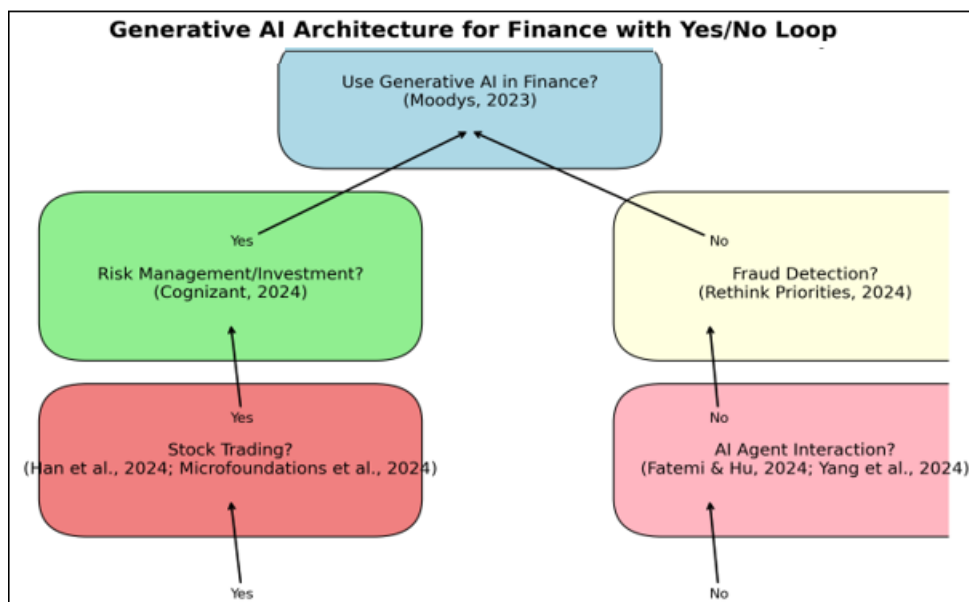 Generative AI Architecture for Finance with Yes/No Loop
Use Generative AI in Finance?
(Moodys, 2023)
Yes
No
Risk Management/Investment?
(Cognizant, 2024)
Fraud Detection?
(Rethink Priorities, 2024)
Yes
No
Stock Trading?
(Han et al., 2024; Microfoundations et al., 2024)
AI Agent Interaction?
(Fatemi & Hu, 2024; Yang et al., 2024)
Yes
No